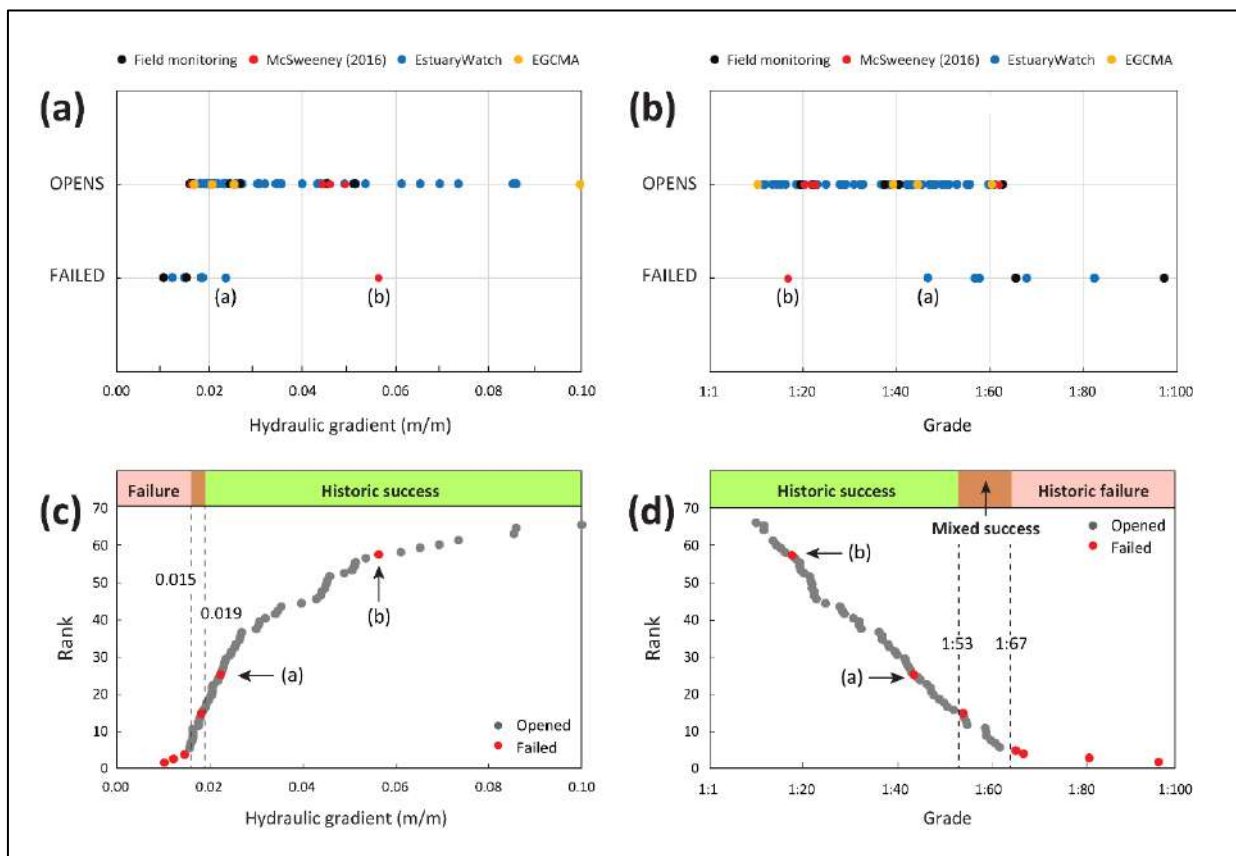 Field monitoring McSweeney (2016) EstuaryWatch EGCMA
(a)
OPENS
FAILED
(a)
(b)
0.00 0.02 0.04 0.06 0.08 0.10
Hydraulic gradient (m/m)
Field monitoring McSweeney (2016) EstuaryWatch EGCMA
(b)
OPENS
FAILED
(b)
(a)
1:1 1:20 1:40 1:60 1:80 1:100
Grade
Failure Historic success
(c)
70
60
50
40
30
20
10
0
Rank
0.015
0.019
(b)
(a)
Opened
Failed
0.00 0.02 0.04 0.06 0.08 0.10
Hydraulic gradient (m/m)
Historic success Historic failure
Mixed success
(d)
70
60
50
40
30
20
10
0
Rank
Opened
Failed
(b)
1:53
1:67
(a)
1:1 1:20 1:40 1:60 1:80 1:100
Grade